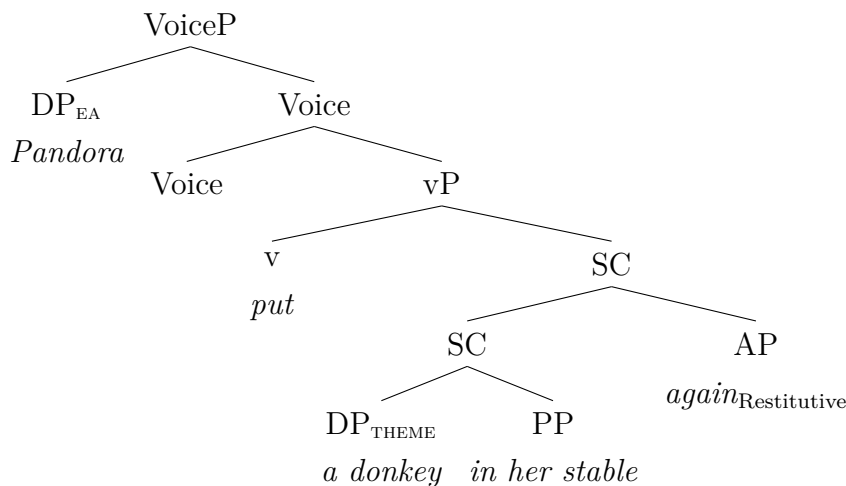 VoiceP
DP_EA Voice
Pandora
Voice vP
v SC
put
SC AP
again_Restitutive
DP_THEME PP
a donkey in her stable